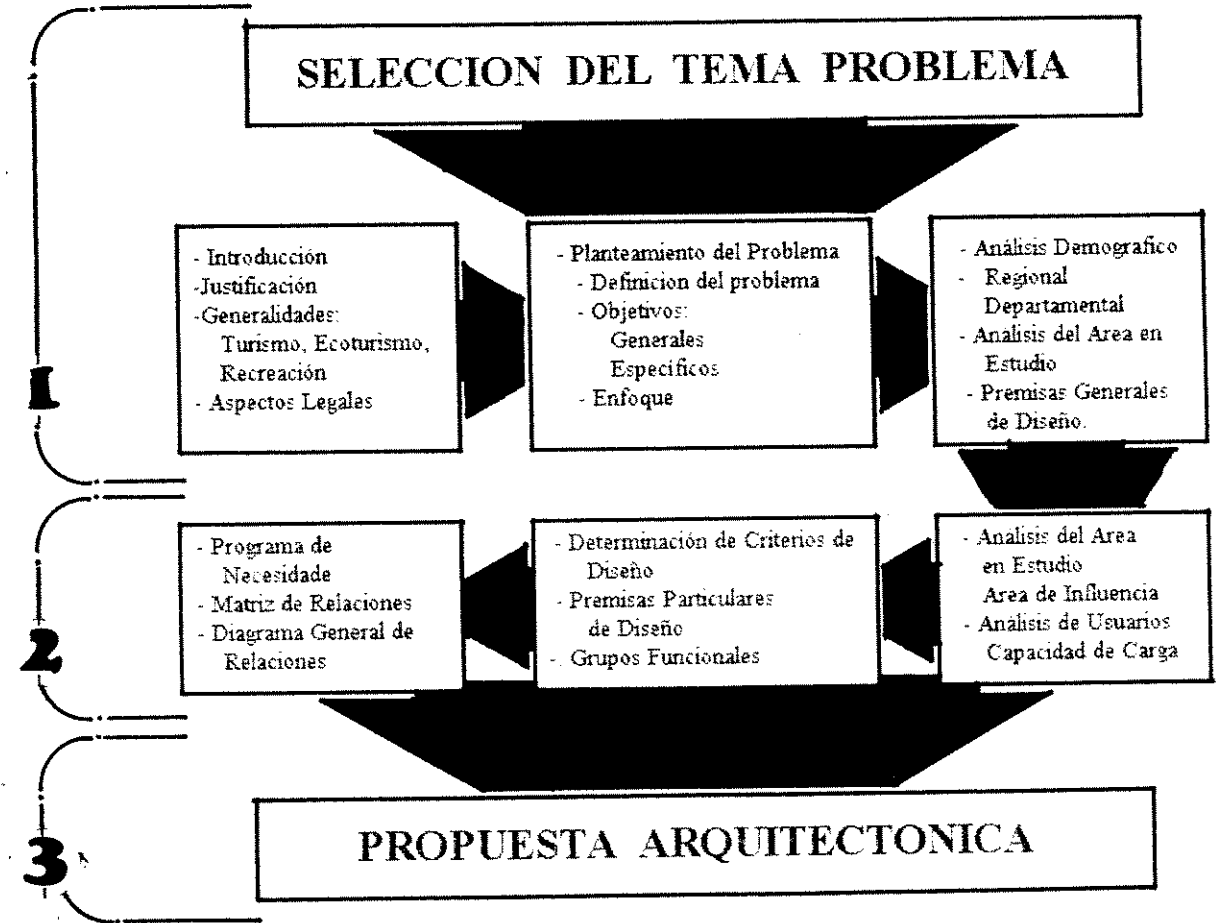 SELECCION DEL TEMA PROBLEMA
1
- Introducción
-Justificación
-Generalidades:
Turismo, Ecoturismo,
Recreación
- Aspectos Legales
- Planteamiento del Problema
- Definicion del problema
- Objetivos:
Generales
Especificos
- Enfoque
- Análisis Demografico
- Regional
Departamental
- Análisis del Area en
Estudio
- Premisas Generales
de Diseño.
2
- Programa de
Necesidade
- Matriz de Relaciones
- Diagrama General de
Relaciones
- Determinación de Criterios de
Diseño
- Premisas Particulares
de Diseño
- Grupos Funcionales
- Analisis del Area
en Estudio
Area de Influencia
- Análisis de Usuarios
Capacidad de Carga
3
PROPUESTA ARQUITECTONICA